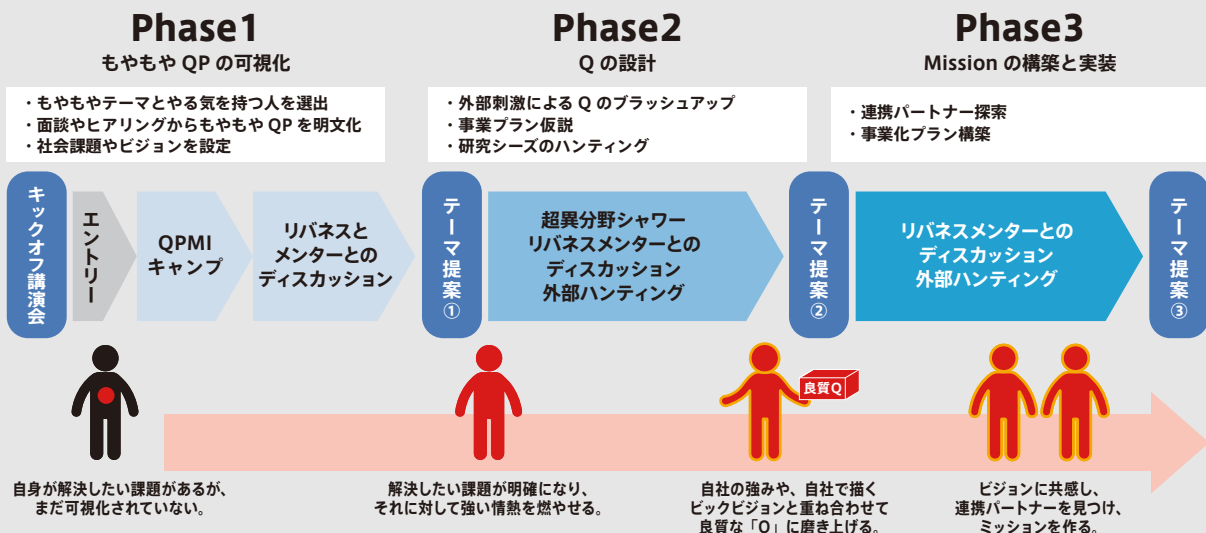 Phase1
もやもや QP の可視化
・もやもやテーマとやる気を持つ人を選出
・面談やヒアリングからもやもや QP を明文化
・社会課題やビジョンを設定
Phase2
Q の設計
・外部刺激による Q のブラッシュアップ
・事業プラン仮説
・研究シーズのハンティング
Phase3
Mission の構築と実装
・連携パートナー探索
・事業化プラン構築
キックオフ講演会
エントリー
QPMI
キャンプ
リバネスと
メンターとの
ディスカッション
テーマ提案①
超異分野シャワー
リバネスメンターとの
ディスカッション
外部ハンティング
テーマ提案②
リバネスメンターとの
ディスカッション
外部ハンティング
テーマ提案③
良質Q
自身が解決したい課題があるが、
まだ可視化されていない。
解決したい課題が明確になり、
それに対して強い情熱を燃やせる。
自社の強みや、自社で描く
ビックビジョンと重ね合わせて
良質な「Q」に磨き上げる。
ビジョンに共感し、
連携パートナーを見つけ、
ミッションを作る。